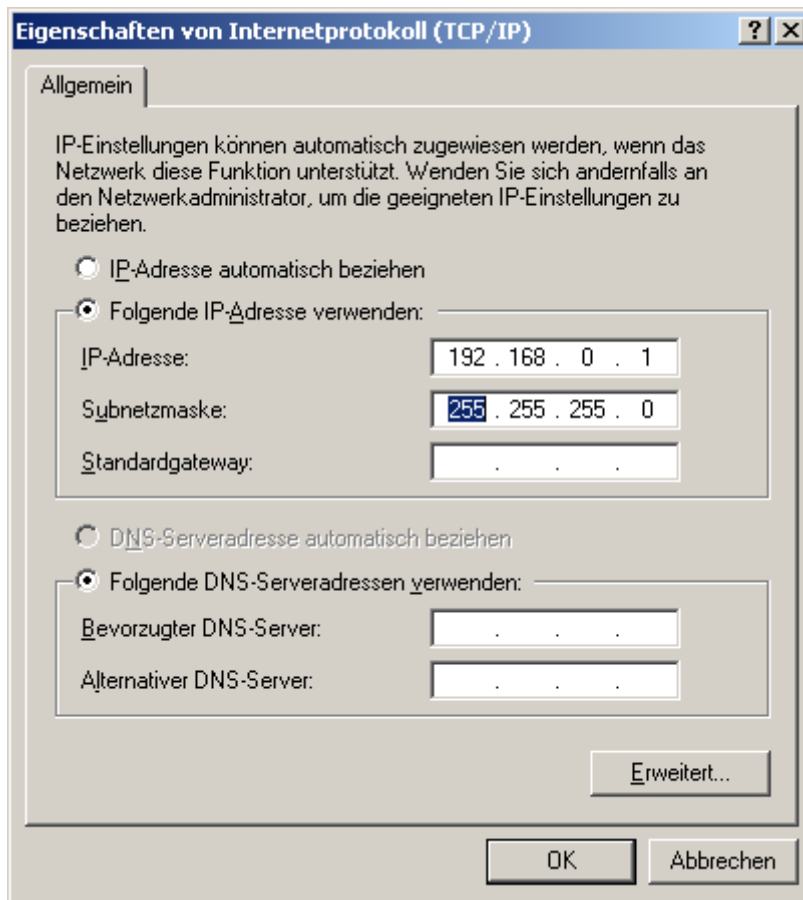 Eigenschaften von Internetprotokoll (TCP/IP)
Allgemein
IP-Einstellungen können automatisch zugewiesen werden, wenn das
Netzwerk diese Funktion unterstützt. Wenden Sie sich andernfalls an
den Netzwerkadministrator, um die geeigneten IP-Einstellungen zu
beziehen.
IP-Adresse automatisch beziehen
Folgende IP-Adresse verwenden:
IP-Adresse: 192 . 168 . 0 . 1
Subnetzmaske: 255 . 255 . 255 . 0
Standardgateway: . . .
DNS-Serveradresse automatisch beziehen
Folgende DNS-Serveradressen verwenden:
Bevorzugter DNS-Server: . . .
Alternativer DNS-Server: . . .
Erweitert...
OK Abbrechen